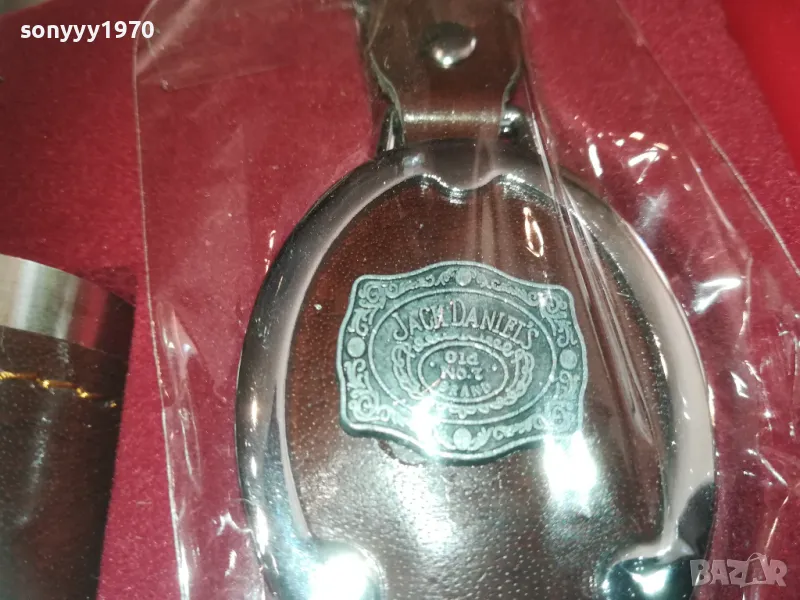 sonyyy1970
JACK DANIEL'S
OLD
No.7
BRAND
BAZAR